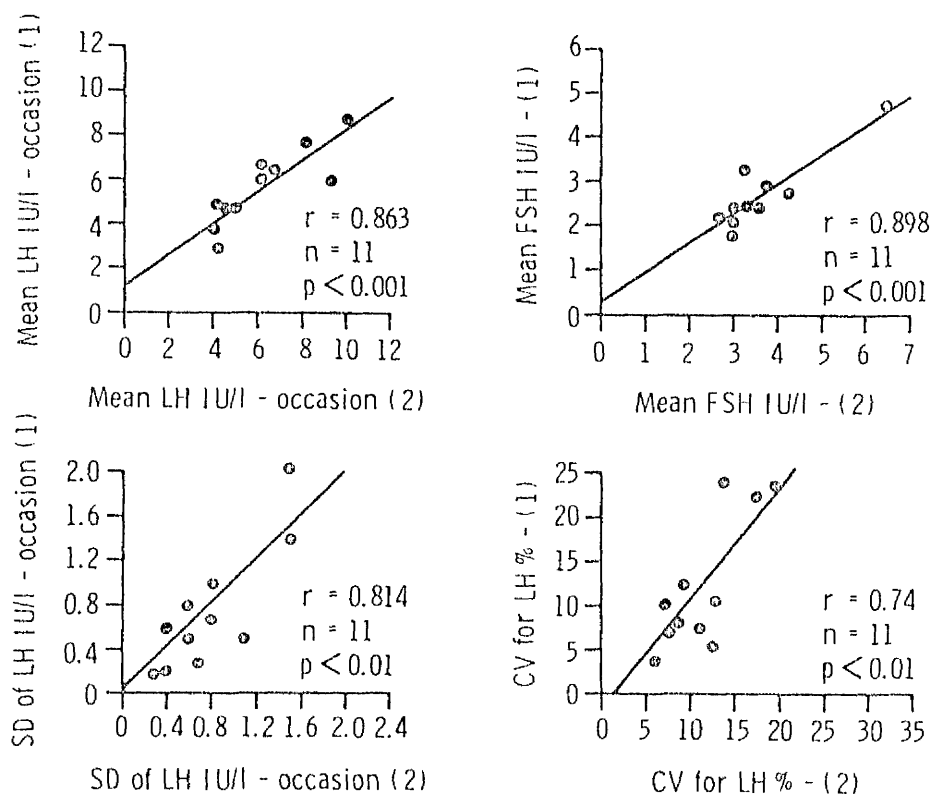 Mean LH IU/l - occasion (1)
12
10
8
6
4
2
0
0 2 4 6 8 10 12
r = 0.863
n = 11
p < 0.001
Mean LH IU/l - occasion (2)
Mean FSH IU/l - (1)
6
5
4
3
2
1
0
0 1 2 3 4 5 6 7
r = 0.898
n = 11
p < 0.001
Mean FSH IU/l - (2)
SD of LH IU/l - occasion (1)
2.0
1.6
1.2
0.8
0.4
0
0 0.4 0.8 1.2 1.6 2.0 2.4
r = 0.814
n = 11
p < 0.01
SD of LH IU/l - occasion (2)
CV for LH % - (1)
25
20
15
10
5
0
0 5 10 15 20 25 30 35
r = 0.74
n = 11
p < 0.01
CV for LH % - (2)